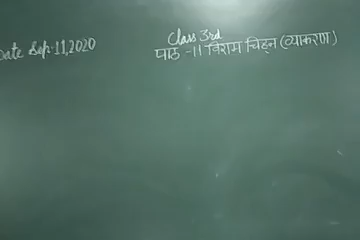 Date Sep.11,2020
Class 3rd
पाठ -11 विराम चिह्न (व्याकरण)